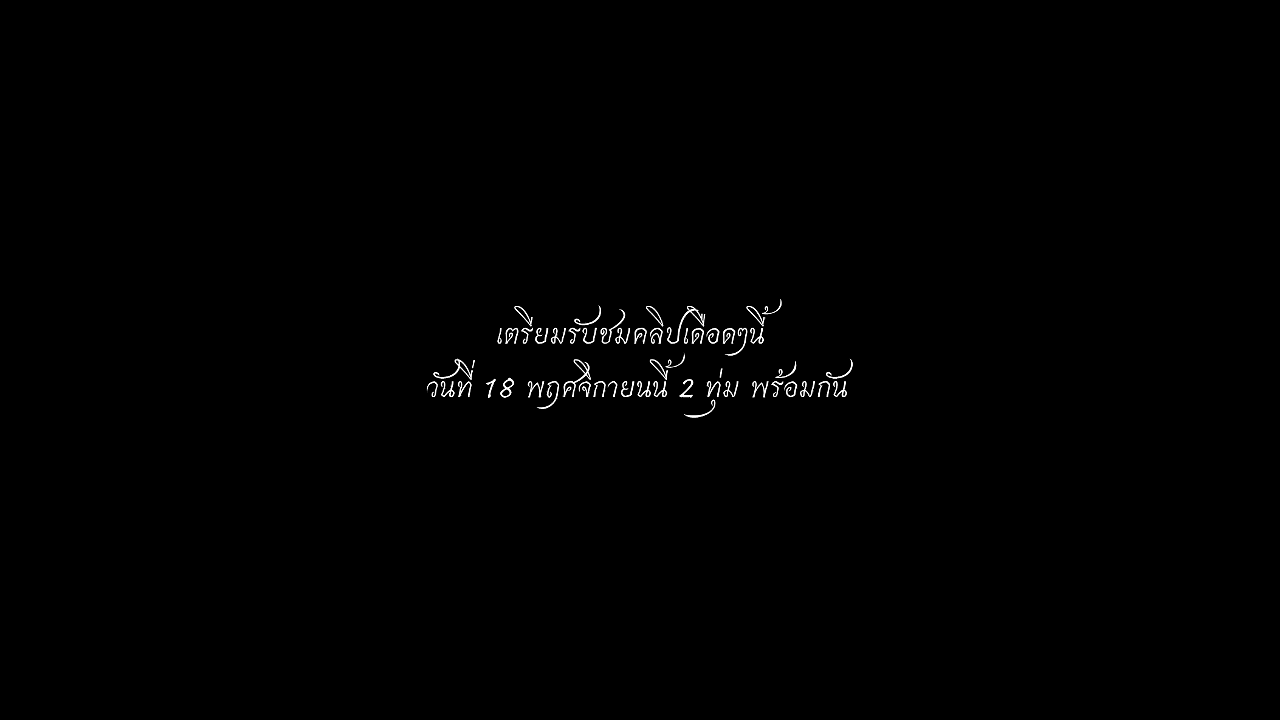 เตรียมรับชมคลิปเดือดๆนี้
วันที่ 18 พฤศจิกายนนี้ 2 ทุ่ม พร้อมกัน